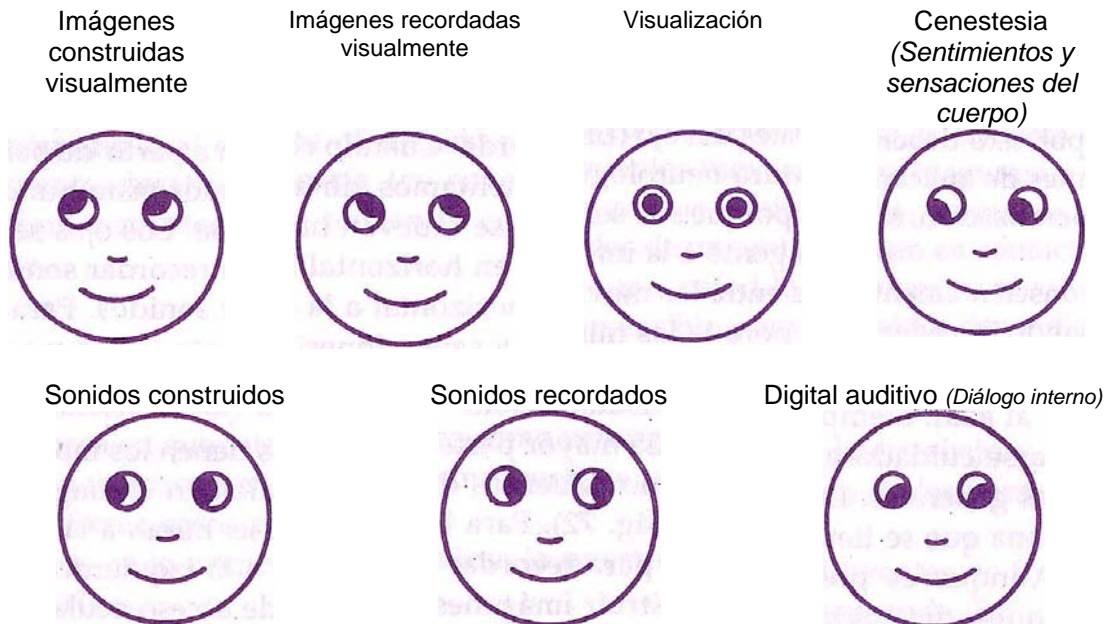 Imágenes
construidas
visualmente
Imágenes recordadas
visualmente
Visualización
Cenestesia
(Sentimientos y
sensaciones del
cuerpo)
Sonidos construidos
Sonidos recordados
Digital auditivo (Diálogo interno)